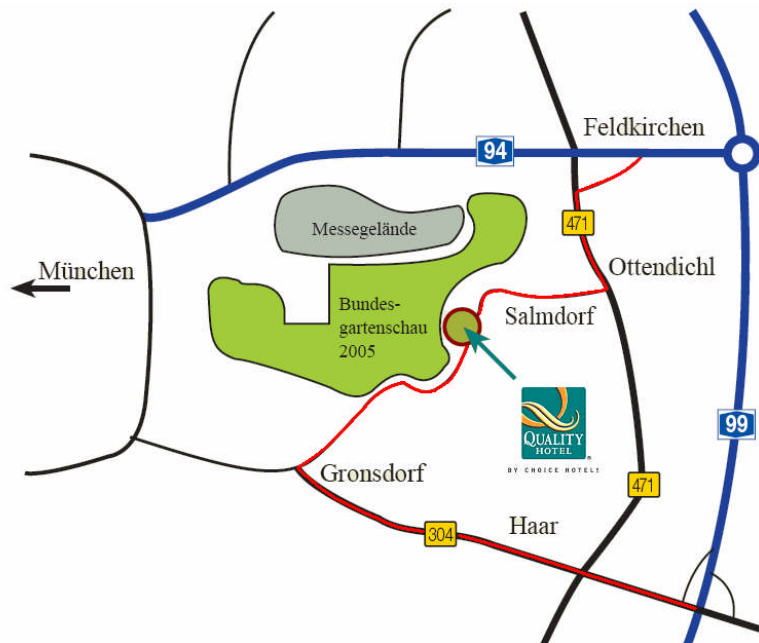 Feldkirchen
94
Messegelände
471
München
Ottendichl
Bundes-
gartenschau
2005
Salmdorf
QUALITY
HOTEL
BY CHOICE HOTELS
99
Gronsdorf
471
304
Haar